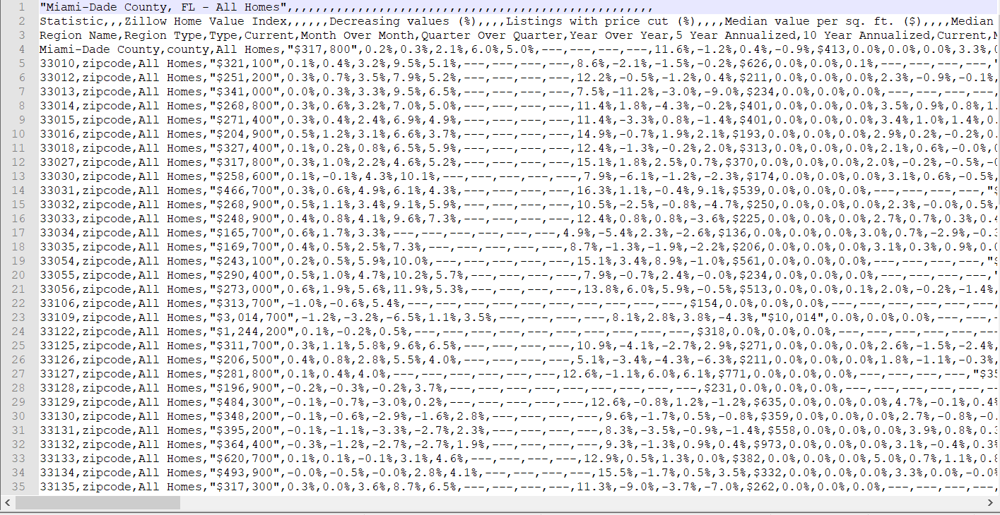 1 "Miami-Dade County, FL - All Homes",,,,,,,,,,,,,,,,,,,,,,,,,,,,,,,,,,,,,,,,,,,,,,,,,,,,
2 Statistic,,,Zillow Home Value Index,,,,,,Decreasing values (%),,,,Listings with price cut (%),,,,Median value per sq. ft. ($),,,,Median
3 Region Name,Region Type,Type,Current,Month Over Month,Quarter Over Quarter,Year Over Year,5 Year Annualized,10 Year Annualized,Current,M
4 Miami-Dade County,county,All Homes,"$317,800",0.2%,0.3%,2.1%,6.0%,5.0%,---,---,---,---,11.6%,-1.2%,0.4%,-0.9%,$413,0.0%,0.0%,0.0%,3.3%,
5 33010,zipcode,All Homes,"$321,100",0.1%,0.4%,3.2%,9.5%,5.1%,---,---,---,---,8.6%,-2.1%,-1.5%,-0.2%,$626,0.0%,0.0%,0.1%,---,---,---,---,"
6 33012,zipcode,All Homes,"$251,200",0.3%,0.7%,3.5%,7.9%,5.2%,---,---,---,---,12.2%,-0.5%,-1.2%,0.4%,$211,0.0%,0.0%,0.0%,2.3%,-0.9%,-0.1%,
7 33013,zipcode,All Homes,"$341,000",0.0%,0.3%,3.3%,9.5%,6.5%,---,---,---,---,7.5%,-11.2%,-3.0%,-9.0%,$234,0.0%,0.0%,0.0%,---,---,---,---,
8 33014,zipcode,All Homes,"$268,800",0.3%,0.6%,3.2%,7.0%,5.0%,---,---,---,---,11.4%,1.8%,-4.3%,-0.2%,$401,0.0%,0.0%,0.0%,3.5%,0.9%,0.8%,1.
9 33015,zipcode,All Homes,"$271,400",0.3%,0.4%,2.4%,6.9%,4.9%,---,---,---,---,11.4%,-3.3%,0.8%,-1.4%,$401,0.0%,0.0%,0.0%,3.4%,1.0%,1.4%,0.
10 33016,zipcode,All Homes,"$204,900",0.5%,1.2%,3.1%,6.6%,3.7%,---,---,---,---,14.9%,-0.7%,1.9%,2.1%,$193,0.0%,0.0%,0.0%,2.9%,0.2%,-0.2%,0.
11 33018,zipcode,All Homes,"$327,400",0.1%,0.2%,0.8%,6.5%,5.9%,---,---,---,---,12.4%,-1.3%,-0.2%,2.0%,$313,0.0%,0.0%,0.0%,2.1%,0.6%,-0.0%,
12 33027,zipcode,All Homes,"$317,800",0.3%,1.0%,2.2%,4.6%,5.2%,---,---,---,---,15.1%,1.8%,2.5%,0.7%,$370,0.0%,0.0%,0.0%,2.0%,-0.2%,-0.5%,-
13 33030,zipcode,All Homes,"$258,600",0.1%,-0.1%,4.3%,10.1%,---,---,---,---,---,7.9%,-6.1%,-1.2%,-2.3%,$174,0.0%,0.0%,0.0%,3.1%,0.6%,-0.5%,
14 33031,zipcode,All Homes,"$466,700",0.3%,0.6%,4.9%,6.1%,4.3%,---,---,---,---,16.3%,1.1%,-0.4%,9.1%,$539,0.0%,0.0%,0.0%,---,---,---,---,"$
15 33032,zipcode,All Homes,"$268,900",0.5%,1.1%,3.4%,9.1%,5.9%,---,---,---,---,10.5%,-2.5%,-0.8%,-4.7%,$250,0.0%,0.0%,0.0%,2.3%,-0.0%,0.5%,
16 33033,zipcode,All Homes,"$248,900",0.4%,0.8%,4.1%,9.6%,7.3%,---,---,---,---,12.4%,0.8%,0.8%,-3.6%,$225,0.0%,0.0%,0.0%,2.7%,0.7%,0.3%,0.4
17 33034,zipcode,All Homes,"$165,700",0.6%,1.7%,3.3%,---,---,---,---,---,---,4.9%,-5.4%,2.3%,-2.6%,$136,0.0%,0.0%,0.0%,3.0%,0.7%,-2.9%,-0.3
18 33035,zipcode,All Homes,"$169,700",0.4%,0.5%,2.5%,7.3%,---,---,---,---,---,8.7%,-1.3%,-1.9%,-2.2%,$206,0.0%,0.0%,0.0%,3.1%,0.3%,0.9%,0.0
19 33054,zipcode,All Homes,"$243,100",0.2%,0.5%,5.9%,10.0%,---,---,---,---,---,15.1%,3.4%,8.9%,-1.0%,$561,0.0%,0.0%,0.0%,---,---,---,---,"$
20 33055,zipcode,All Homes,"$290,400",0.5%,1.0%,4.7%,10.2%,5.7%,---,---,---,---,7.9%,-0.7%,2.4%,-0.0%,$234,0.0%,0.0%,0.0%,---,---,---,---,"
21 33056,zipcode,All Homes,"$273,000",0.6%,1.9%,5.6%,11.9%,5.3%,---,---,---,---,13.8%,6.0%,5.9%,-0.5%,$513,0.0%,0.0%,0.1%,2.0%,-0.2%,-1.4%,
22 33106,zipcode,All Homes,"$313,700",-1.0%,-0.6%,5.4%,---,---,---,---,---,---,---,---,---,---,$154,0.0%,0.0%,0.0%,---,---,---,---,
23 33109,zipcode,All Homes,"$3,014,700",-1.2%,-3.2%,-6.5%,1.1%,3.5%,---,---,---,---,8.1%,2.8%,3.8%,-4.3%,"$10,014",0.0%,0.0%,0.0%,---,---,-
24 33122,zipcode,All Homes,"$1,244,200",0.1%,-0.2%,0.5%,---,---,---,---,---,---,---,---,---,---,$318,0.0%,0.0%,0.0%,---,---,---,---,
25 33125,zipcode,All Homes,"$311,700",0.3%,1.1%,5.8%,9.6%,6.5%,---,---,---,---,10.9%,-4.1%,-2.7%,2.9%,$271,0.0%,0.0%,0.0%,2.6%,-1.5%,-2.4%,
26 33126,zipcode,All Homes,"$206,500",0.4%,0.8%,2.8%,5.5%,4.0%,---,---,---,---,5.1%,-3.4%,-4.3%,-6.3%,$211,0.0%,0.0%,0.0%,1.8%,-1.1%,-0.3%,
27 33127,zipcode,All Homes,"$281,800",0.1%,0.4%,4.0%,---,---,---,---,---,---,12.6%,-1.1%,6.0%,6.1%,$771,0.0%,0.0%,0.0%,---,---,---,---,"$35
28 33128,zipcode,All Homes,"$196,900",-0.2%,-0.3%,-0.2%,3.7%,---,---,---,---,---,---,---,---,---,$231,0.0%,0.0%,0.0%,---,---,---,---,
29 33129,zipcode,All Homes,"$484,300",-0.1%,-0.7%,-3.0%,0.2%,---,---,---,---,---,12.6%,-0.8%,1.2%,-1.2%,$635,0.0%,0.0%,0.0%,4.7%,-0.1%,0.4%
30 33130,zipcode,All Homes,"$348,200",-0.1%,-0.6%,-2.9%,-1.6%,2.8%,---,---,---,---,9.6%,-1.7%,0.5%,-0.8%,$359,0.0%,0.0%,0.0%,2.7%,-0.8%,-0.
31 33131,zipcode,All Homes,"$395,200",-0.1%,-1.1%,-3.3%,-2.7%,2.3%,---,---,---,---,8.3%,-3.5%,-0.9%,-1.4%,$558,0.0%,0.0%,0.0%,3.9%,0.8%,0.3
32 33132,zipcode,All Homes,"$364,400",-0.3%,-1.2%,-2.7%,-2.7%,1.9%,---,---,---,---,9.3%,-1.3%,0.9%,0.4%,$973,0.0%,0.0%,0.0%,3.1%,-0.4%,0.3%
33 33133,zipcode,All Homes,"$620,700",0.1%,0.1%,-0.1%,3.1%,4.6%,---,---,---,---,12.9%,0.5%,1.3%,0.0%,$382,0.0%,0.0%,0.0%,5.0%,0.7%,1.1%,0.8
34 33134,zipcode,All Homes,"$493,900",-0.0%,-0.5%,-0.0%,2.8%,4.1%,---,---,---,---,15.5%,-1.7%,0.5%,3.5%,$332,0.0%,0.0%,0.0%,3.3%,0.0%,-0.0%
35 33135,zipcode,All Homes,"$317,300",0.3%,0.0%,3.6%,8.7%,6.5%,---,---,---,---,11.3%,-9.0%,-3.7%,-7.0%,$262,0.0%,0.0%,0.0%,---,---,---,---,